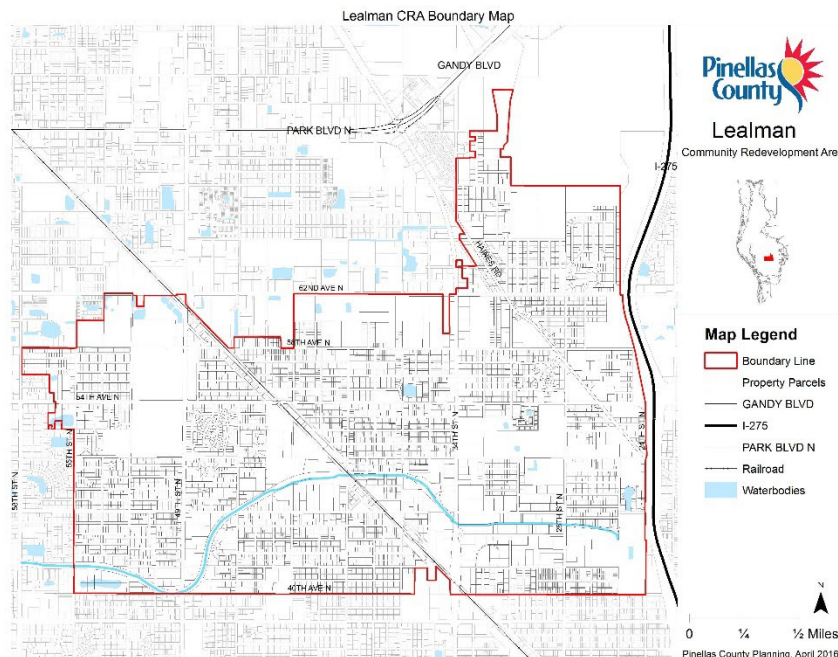 Lealman CRA Boundary Map
GANDY BLVD
PARK BLVD N
I-275
HAINES RD
62ND AVE N
58TH AVE N
54TH AVE N
58TH ST N
55TH ST N
49TH ST N
34TH ST N
28TH ST N
24TH ST N
40TH AVE N
Pinellas
County
Lealman
Community Redevelopment Are
Map Legend
Boundary Line
Property Parcels
GANDY BLVD
I-275
PARK BLVD N
Railroad
Waterbodies
N
0 ¼ ½ Miles
Pinellas County Planning, April 2016